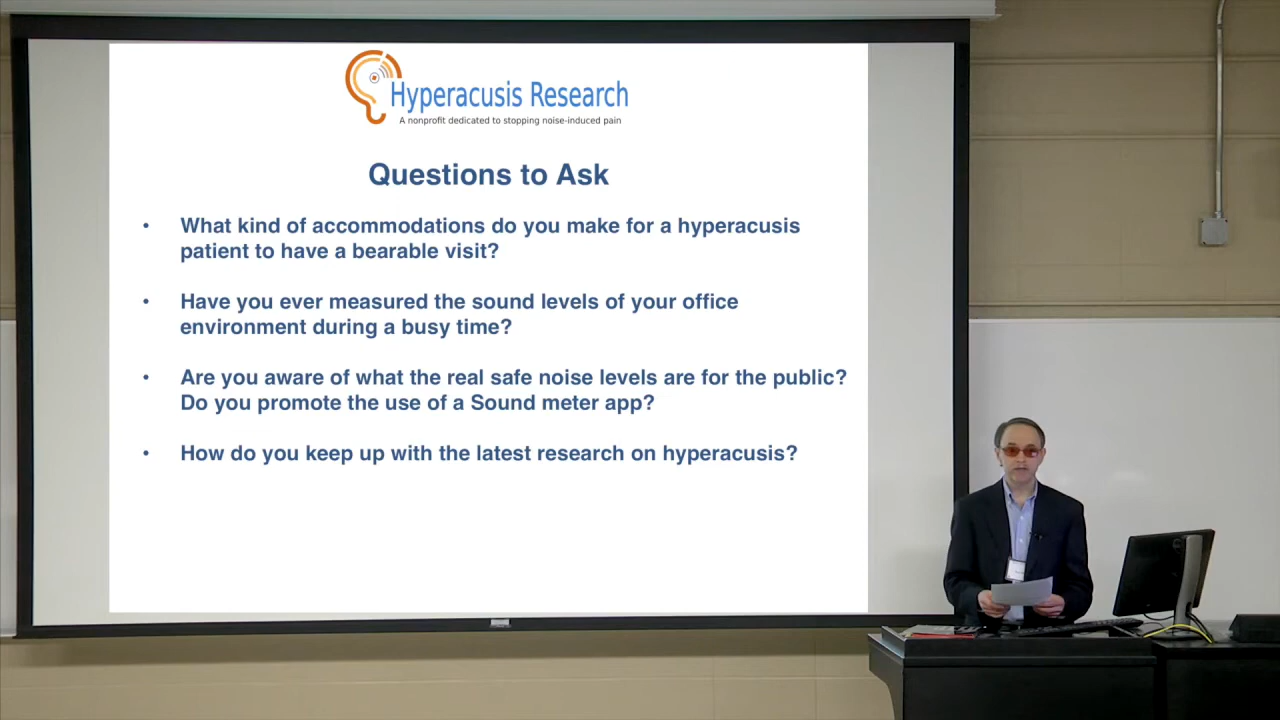 Hyperacusis Research
A nonprofit dedicated to stopping noise-induced pain
Questions to Ask
• What kind of accommodations do you make for a hyperacusis
patient to have a bearable visit?
• Have you ever measured the sound levels of your office
environment during a busy time?
• Are you aware of what the real safe noise levels are for the public?
Do you promote the use of a Sound meter app?
• How do you keep up with the latest research on hyperacusis?